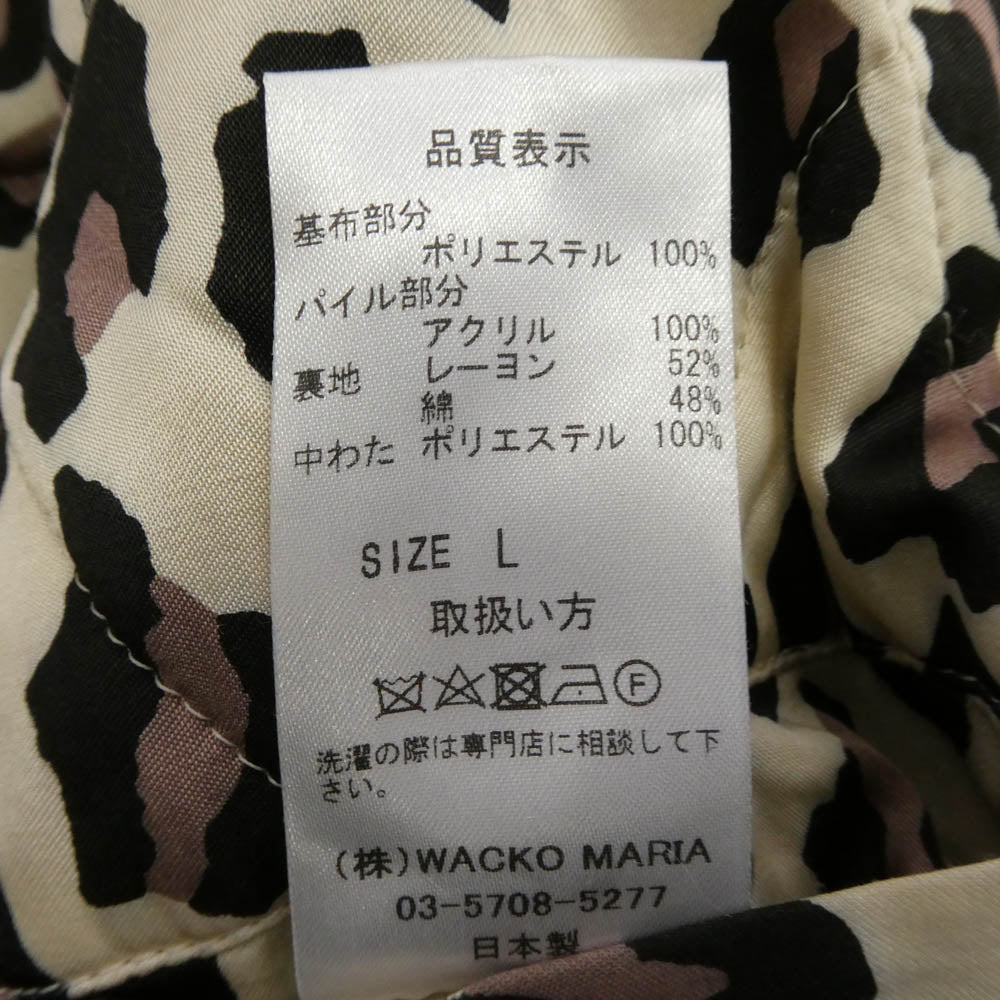 品質表示
基布部分
ポリエステル 100%
パイル部分
アクリル 100%
裏地 レーヨン 52%
綿 48%
中わた ポリエステル 100%
SIZE L
取扱い方
F
洗濯の際は専門店に相談して下
さい。
(株)WACKO MARIA
03-5708-5277
日本製